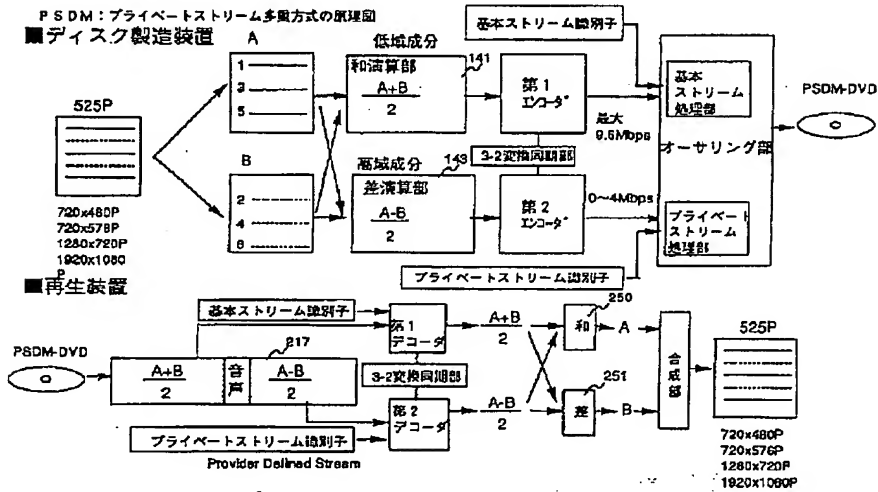 PSDM:プライベートストリーム多重方式の原理図
■ディスク製造装置
525P
720x480P
720x576P
1280x720P
1920x1080
P
A
1
3
5
B
2
4
6
低域成分
和演算部
A+B
2
141
高域成分
差演算部
A-B
2
143
第1
エンコーダ
3-2変換同期部
第2
エンコーダ
基本ストリーム識別子
最大
9.6Mbps
0~4Mbps
プライベートストリーム識別子
基本
ストリーム
処理部
オーサリング部
プライベート
ストリーム
処理部
PSDM-DVD
■再生装置
PSDM-DVD
基本ストリーム識別子
217
A+B
2
音声
A-B
2
プライベートストリーム識別子
Provider Defined Stream
第1
デコーダ
3-2変換同期部
第2
デコーダ
A+B
2
A-B
2
250
和
A
251
差
B
合成部
525P
720x480P
720x576P
1280x720P
1920x1080P